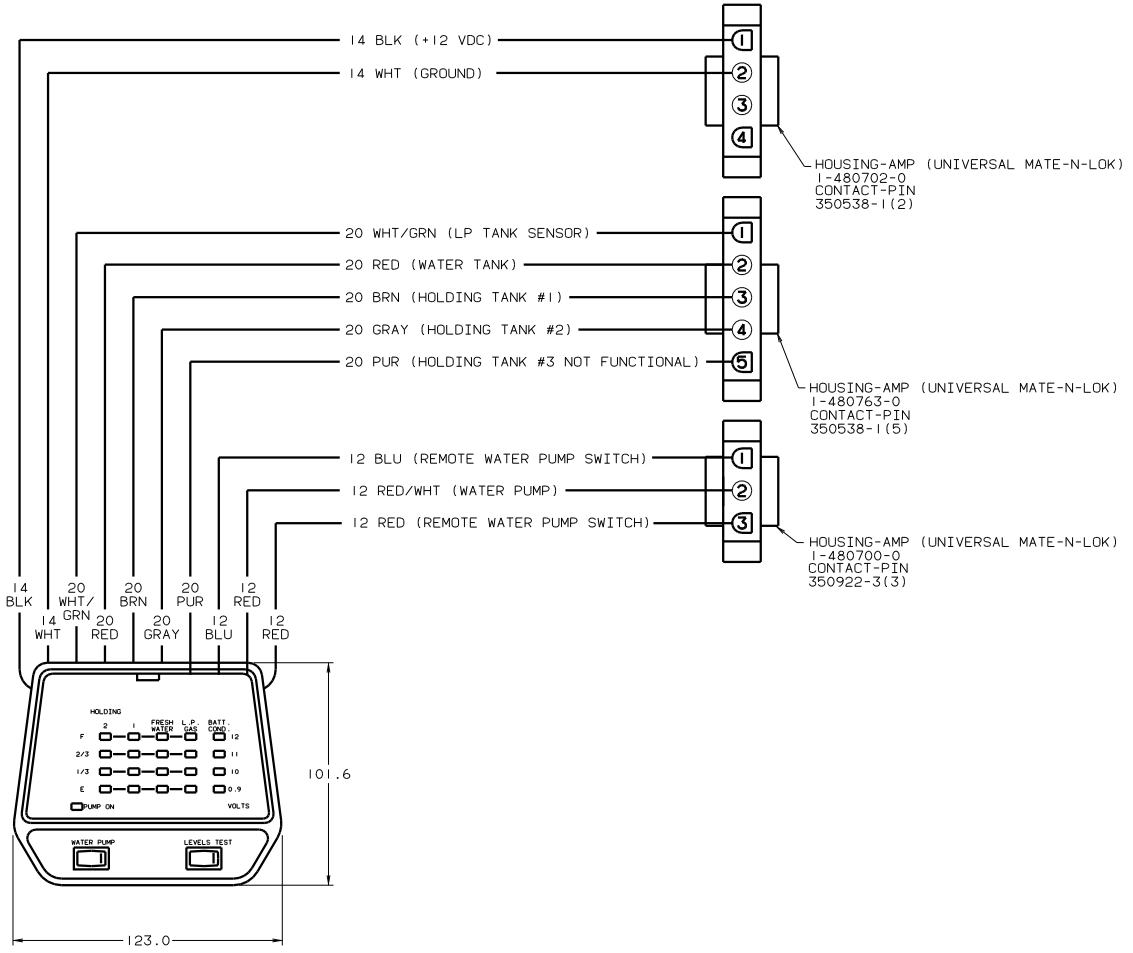 14 BLK (+12 VDC)
14 WHT (GROUND)
1
2
3
4
HOUSING-AMP (UNIVERSAL MATE-N-LOK)
1-480702-0
CONTACT-PIN
350538-1(2)
20 WHT/GRN (LP TANK SENSOR)
20 RED (WATER TANK)
20 BRN (HOLDING TANK #1)
20 GRAY (HOLDING TANK #2)
20 PUR (HOLDING TANK #3 NOT FUNCTIONAL)
1
2
3
4
5
HOUSING-AMP (UNIVERSAL MATE-N-LOK)
1-480763-0
CONTACT-PIN
350538-1(5)
12 BLU (REMOTE WATER PUMP SWITCH)
12 RED/WHT (WATER PUMP)
12 RED (REMOTE WATER PUMP SWITCH)
1
2
3
HOUSING-AMP (UNIVERSAL MATE-N-LOK)
1-480700-0
CONTACT-PIN
350922-3(3)
14 BLK
14 WHT
20 WHT/GRN
20 RED
20 BRN
20 GRAY
20 PUR
12 BLU
12 RED
12 RED
HOLDING
2 1 FRESH WATER L.P. GAS BATT. COND.
F 12
2/3 11
1/3 10
E 0.9
PUMP ON VOLTS
WATER PUMP LEVELS TEST
101.6
123.0